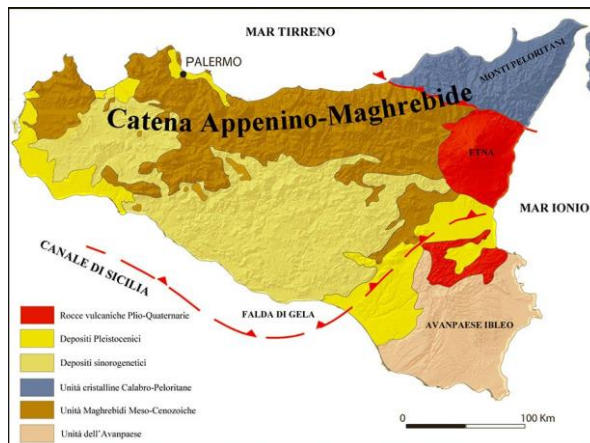 MAR TIRRENO
PALERMO
MONTI PELORITANI
Catena Appenino-Maghrebide
ETNA
MAR IONIO
CANALE DI SICILIA
FALDA DI GELA
AVANPAESE IBLEO
Rocce vulcaniche Plio-Quaternarie
Depositi Pleistocenici
Depositi sinorogenetici
Unità cristalline Calabro-Peloritane
Unità Maghrebidi Meso-Cenozoiche
Unità dell'Avanpaese
0 100 Km